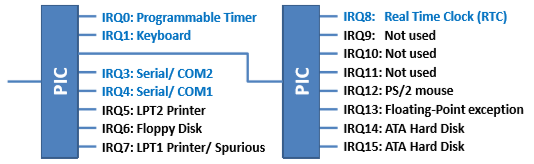 PIC
IRQ0: Programmable Timer
IRQ1: Keyboard
IRQ3: Serial/ COM2
IRQ4: Serial/ COM1
IRQ5: LPT2 Printer
IRQ6: Floppy Disk
IRQ7: LPT1 Printer/ Spurious
PIC
IRQ8: Real Time Clock (RTC)
IRQ9: Not used
IRQ10: Not used
IRQ11: Not used
IRQ12: PS/2 mouse
IRQ13: Floating-Point exception
IRQ14: ATA Hard Disk
IRQ15: ATA Hard Disk